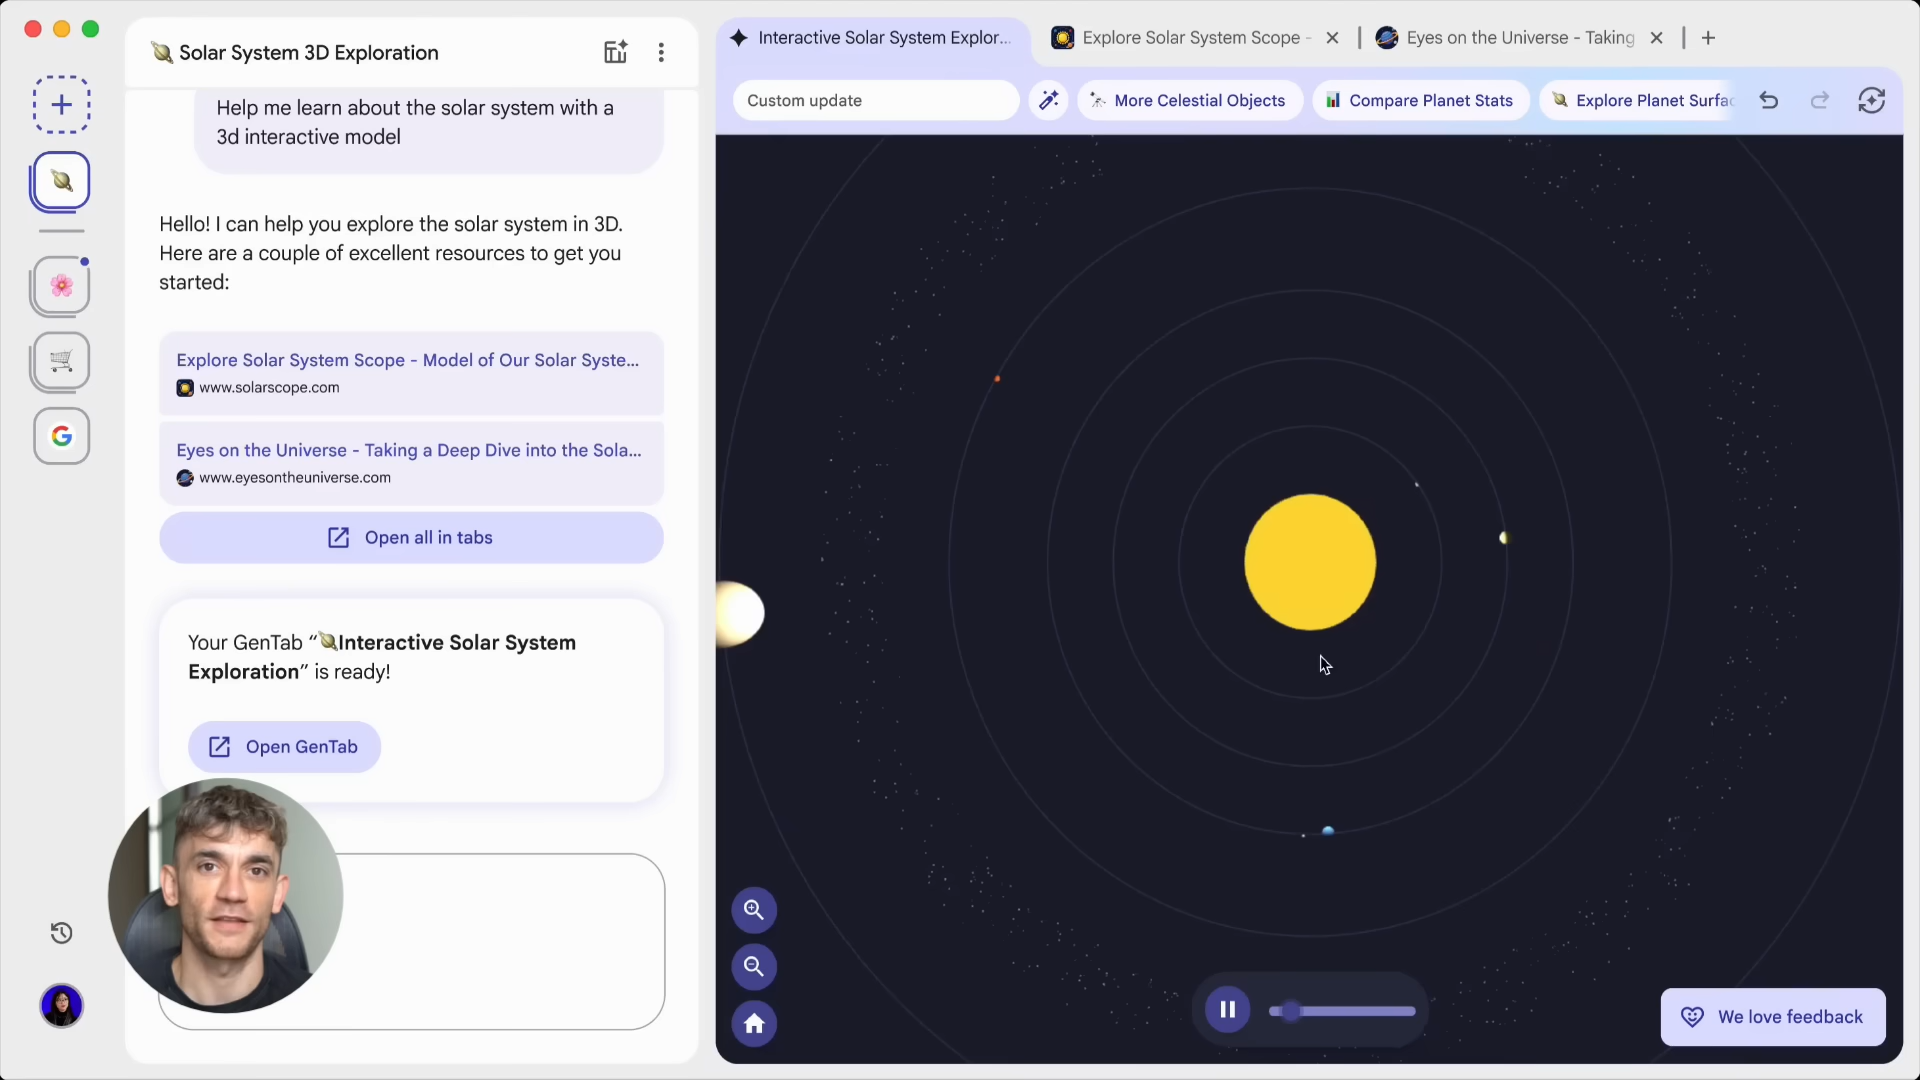 Solar System 3D Exploration
Help me learn about the solar system with a
3d interactive model
Hello! I can help you explore the solar system in 3D.
Here are a couple of excellent resources to get you
started:
Explore Solar System Scope - Model of Our Solar Syste...
www.solarscope.com
Eyes on the Universe - Taking a Deep Dive into the Sola...
www.eyesontheuniverse.com
Open all in tabs
Your GenTab “Interactive Solar System
Exploration” is ready!
Open GenTab
Interactive Solar System Explor...
Explore Solar System Scope -
Eyes on the Universe - Taking
Custom update
More Celestial Objects
Compare Planet Stats
Explore Planet Surfac
We love feedback